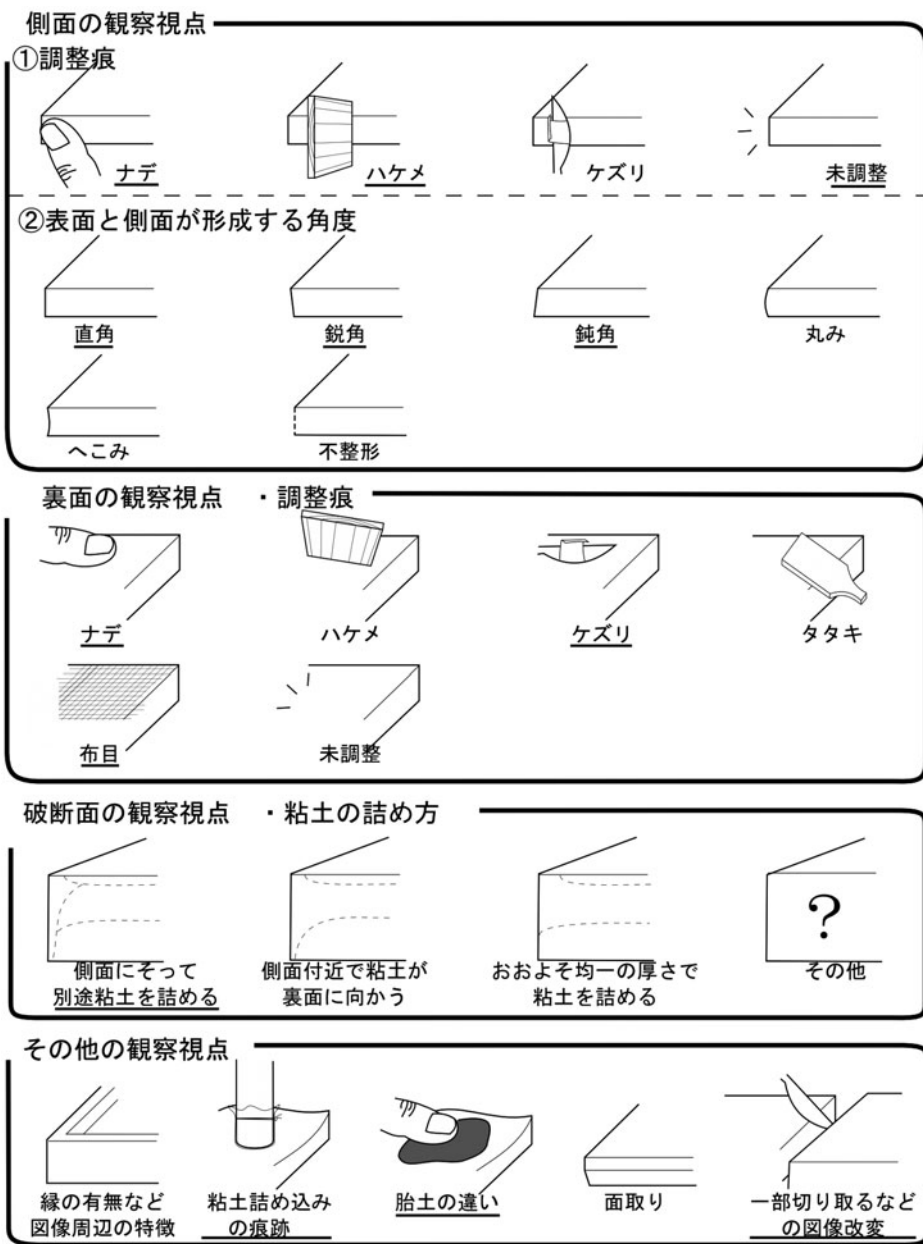 側面の観察視点
①調整痕
ナデ
ハケメ
ケズリ
未調整
②表面と側面が形成する角度
直角
鋭角
鈍角
丸み
へこみ
不整形
裏面の観察視点 ・調整痕
ナデ
ハケメ
ケズリ
タタキ
布目
未調整
破断面の観察視点 ・粘土の詰め方
側面にそって
別途粘土を詰める
側面付近で粘土が
裏面に向かう
おおよそ均一の厚さで
粘土を詰める
?
その他
その他の観察視点
縁の有無など
図像周辺の特徴
粘土詰め込み
の痕跡
胎土の違い
面取り
一部切り取るなど
の図像改変